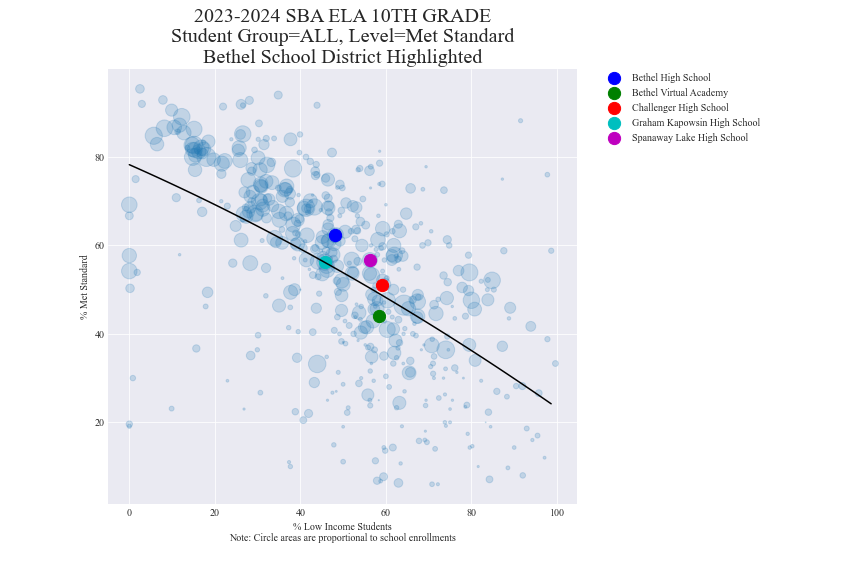 2023-2024 SBA ELA 10TH GRADE
Student Group=ALL, Level=Met Standard
Bethel School District Highlighted
Bethel High School
Bethel Virtual Academy
Challenger High School
Graham Kapowsin High School
Spanaway Lake High School
80
60
40
20
% Met Standard
0 20 40 60 80 100
% Low Income Students
Note: Circle areas are proportional to school enrollments